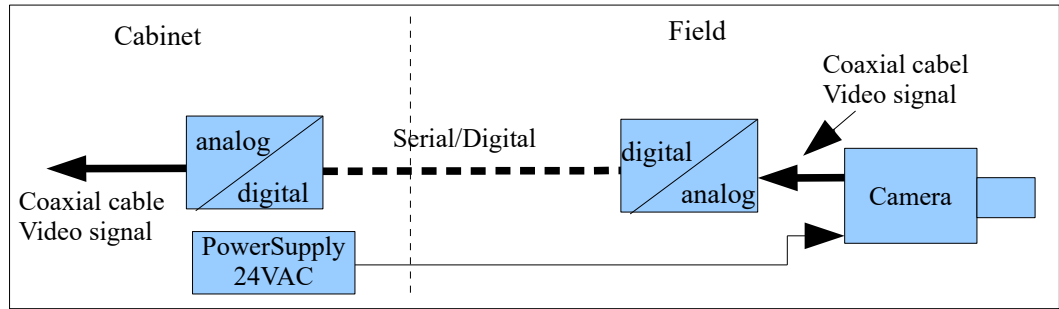 Cabinet
Field
Coaxial cabel
Video signal
analog
digital
Serial/Digital
digital
analog
Camera
Coaxial cable
Video signal
PowerSupply
24VAC